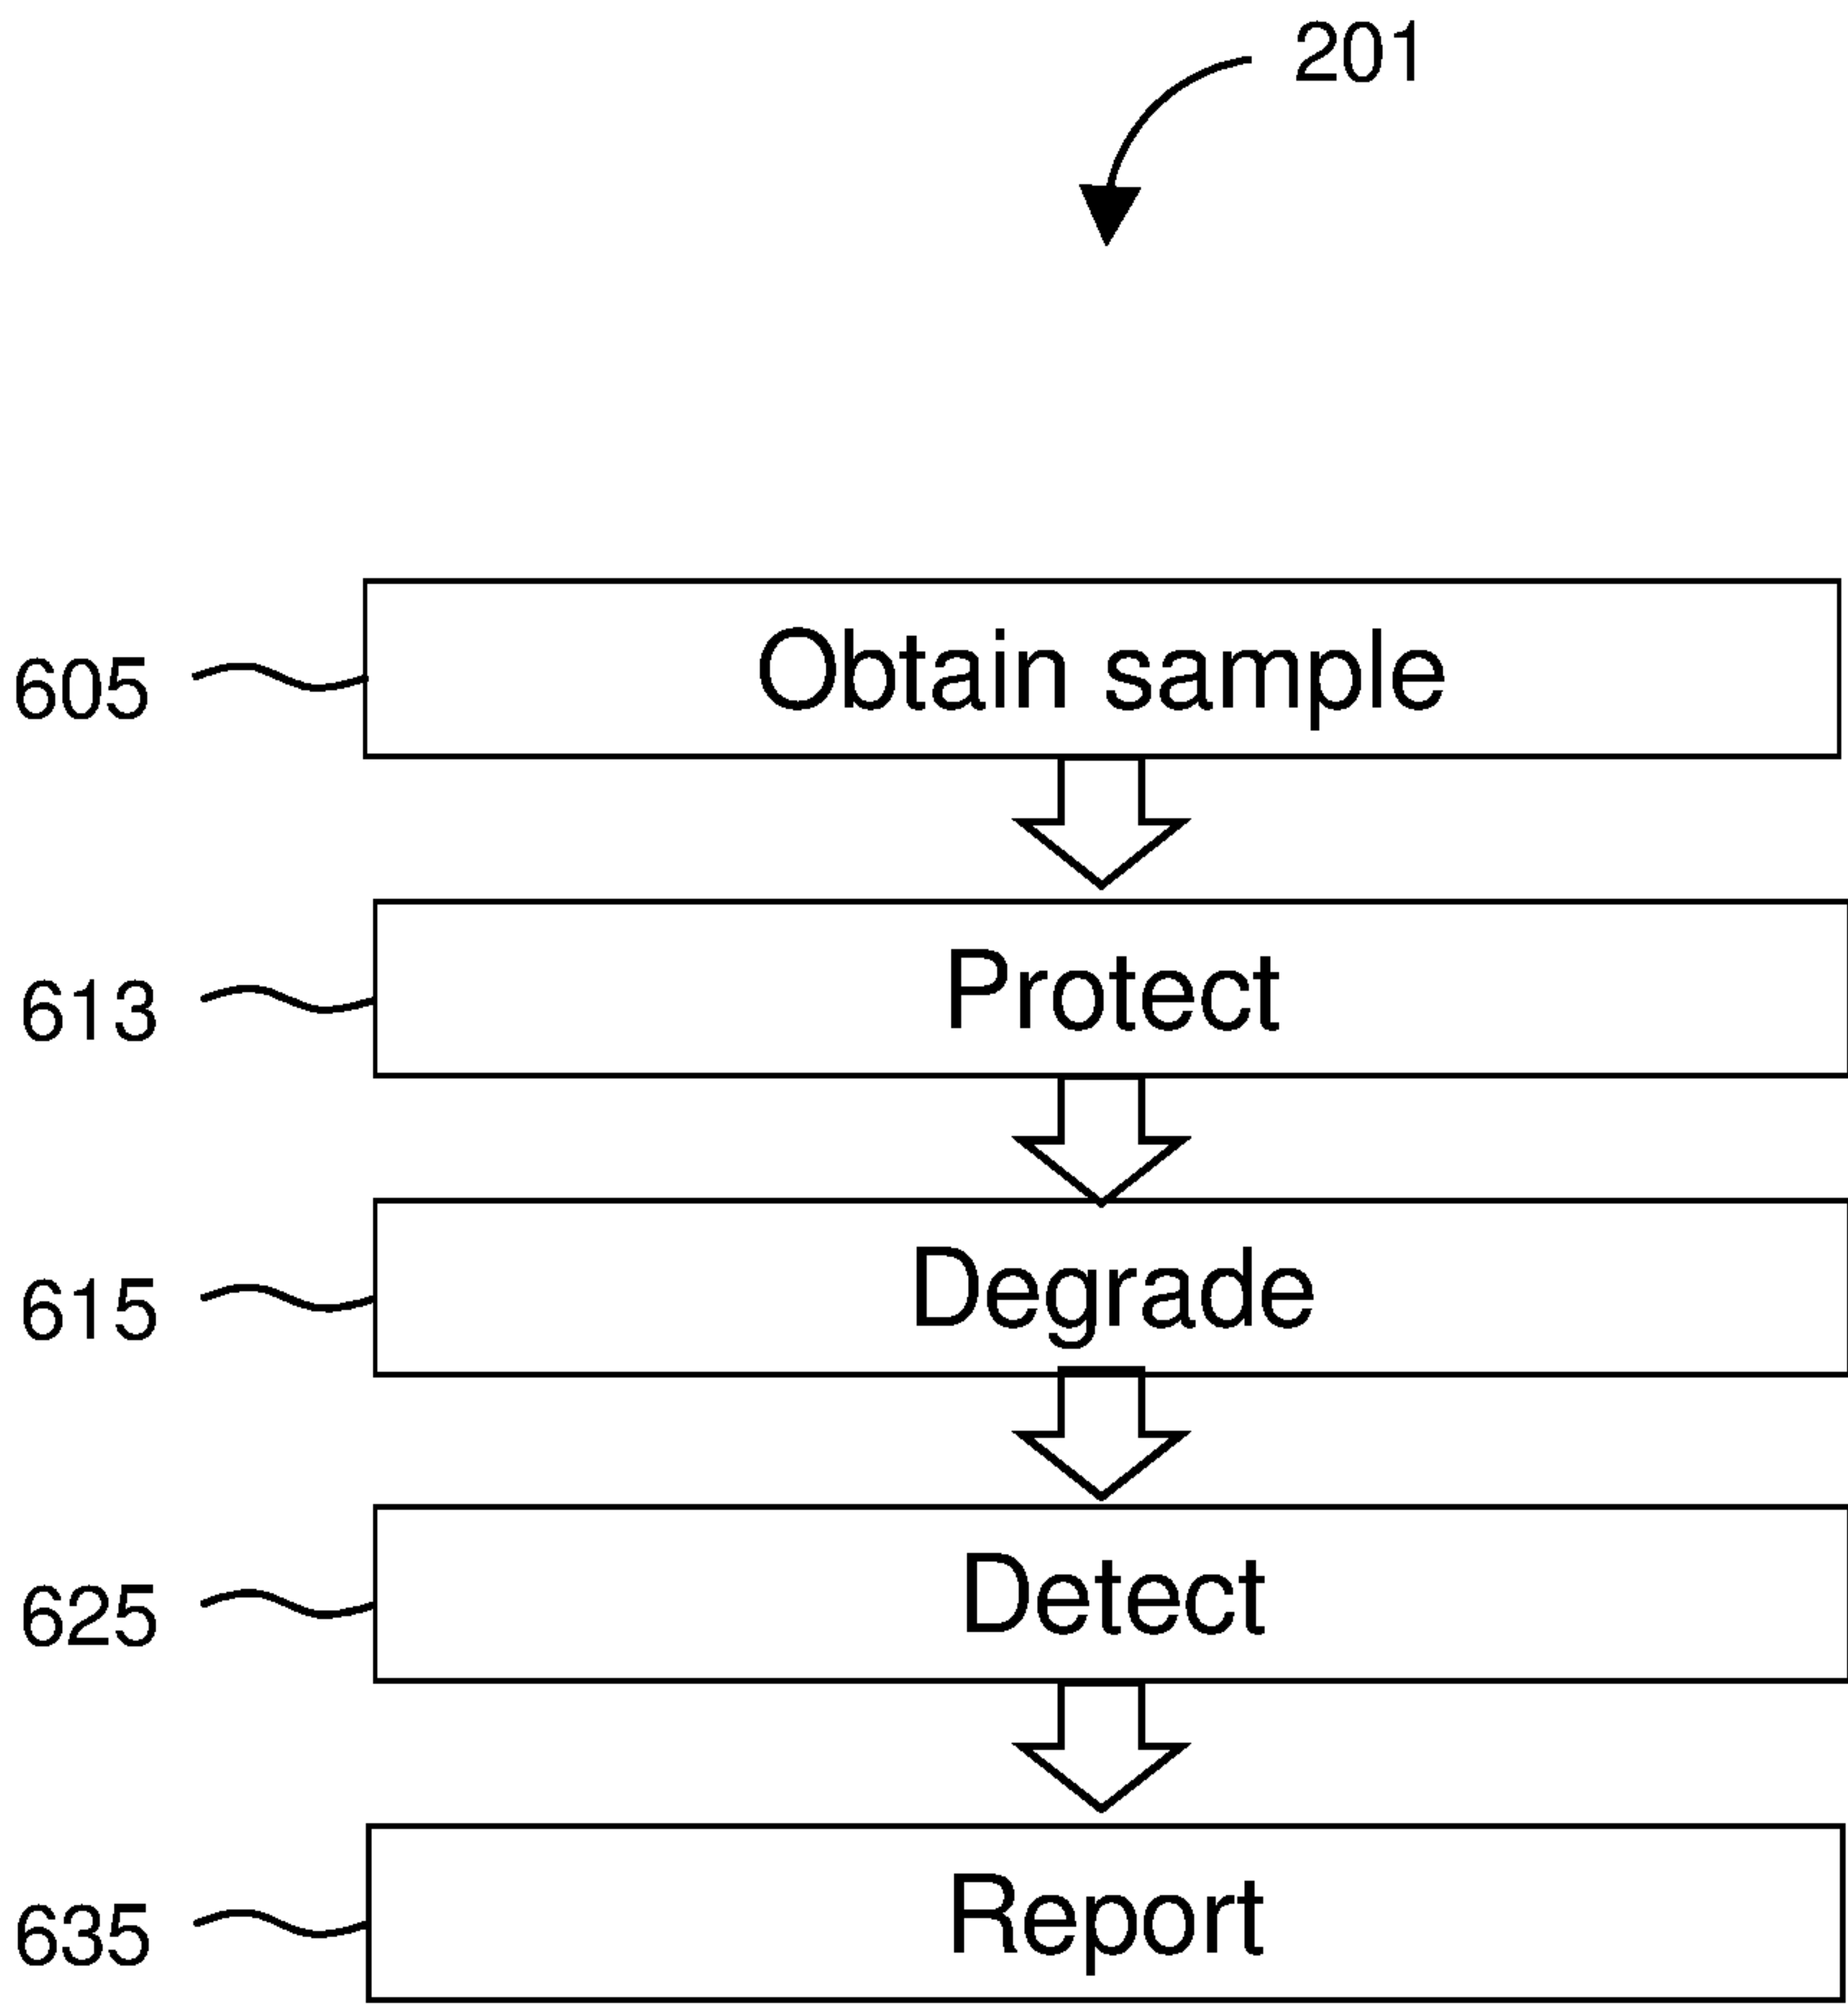 201
605 Obtain sample
613 Protect
615 Degrade
625 Detect
635 Report